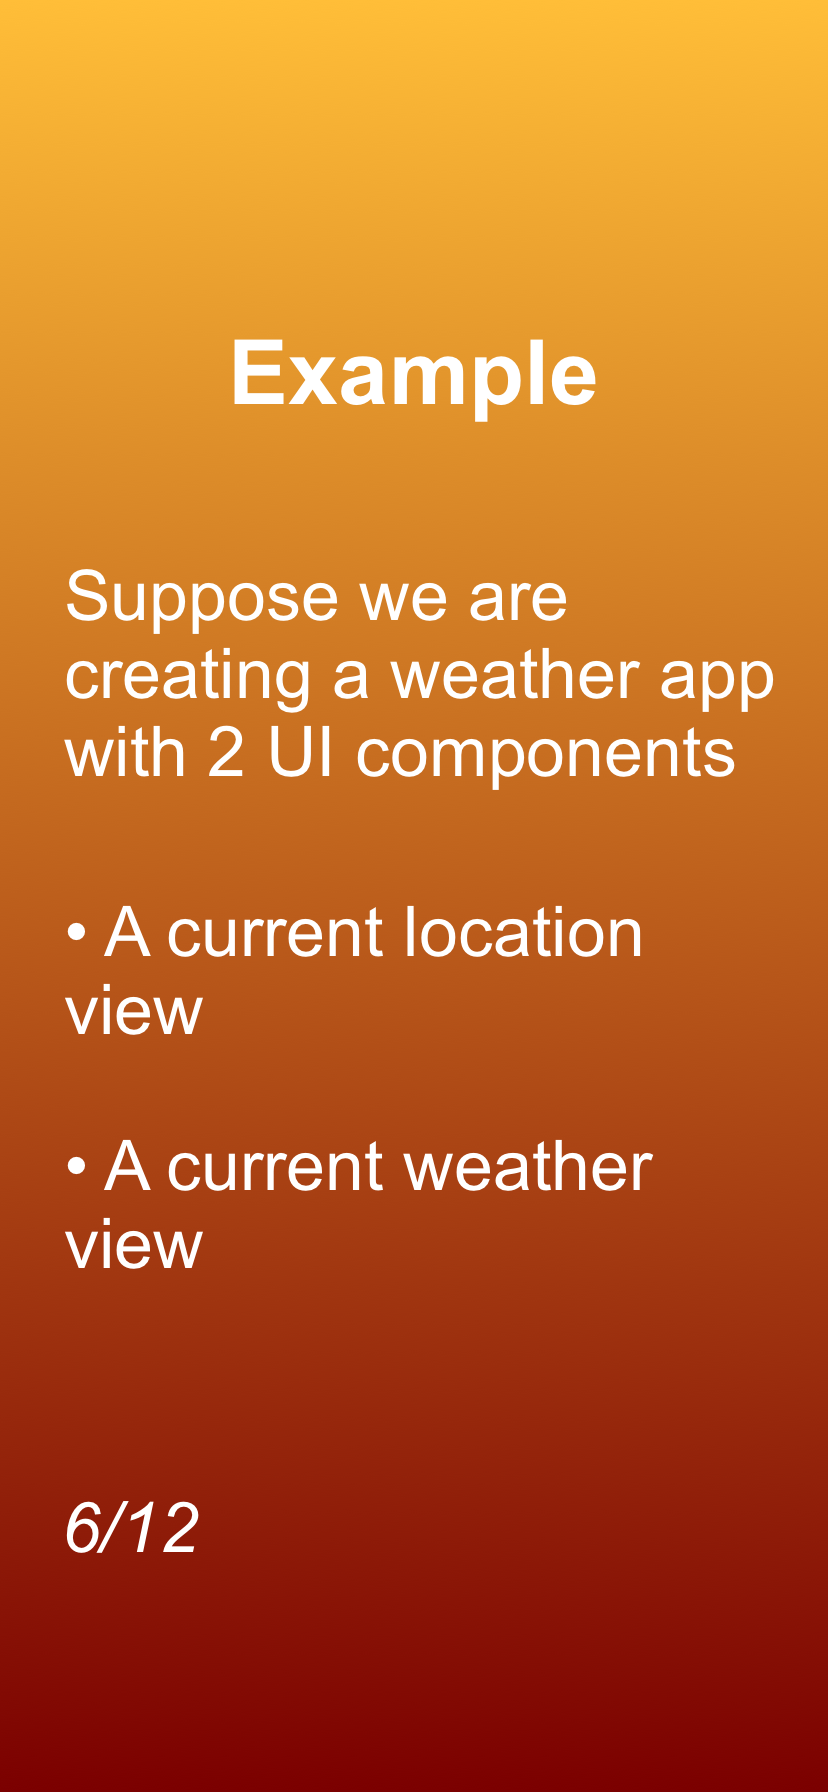 Example
Suppose we are
creating a weather app
with 2 UI components
• A current location
view
• A current weather
view
6/12